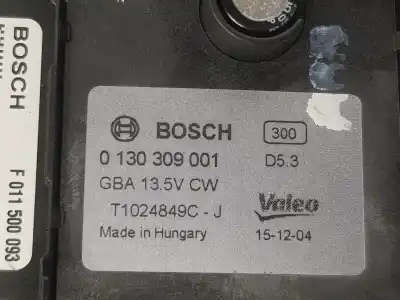 BOSCH
F 011 500 093
BOSCH 300
0 130 309 001 D5.3
GBA 13.5V CW
T1024849C - J Valeo
Made in Hungary 15-12-04